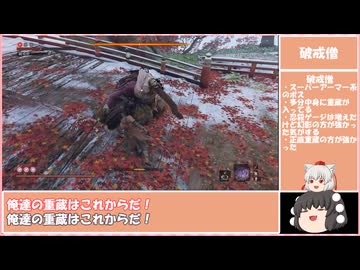 破戒僧
破戒僧
・スーパーアーマー系
のボス
・多分中身に重蔵が
入ってる
・忍殺ゲージは増えた
けど幻影の方が強かっ
た気がする
・正直重蔵の方が強か
った
俺達の重蔵はこれからだ！
俺達の重蔵はこれからだ！